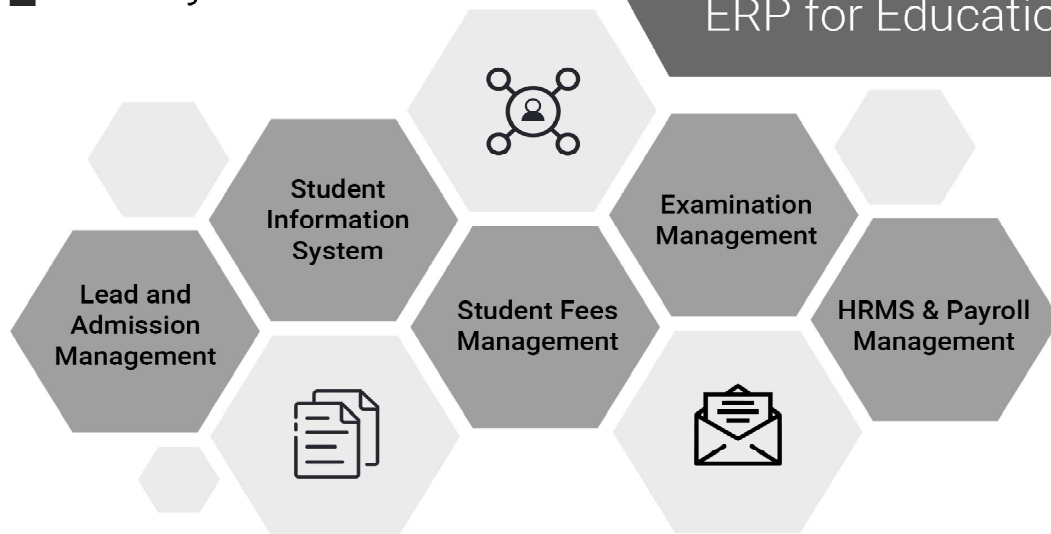 ERP for Educatio
Student
Information
System
Examination
Management
Lead and
Admission
Management
Student Fees
Management
HRMS & Payroll
Management